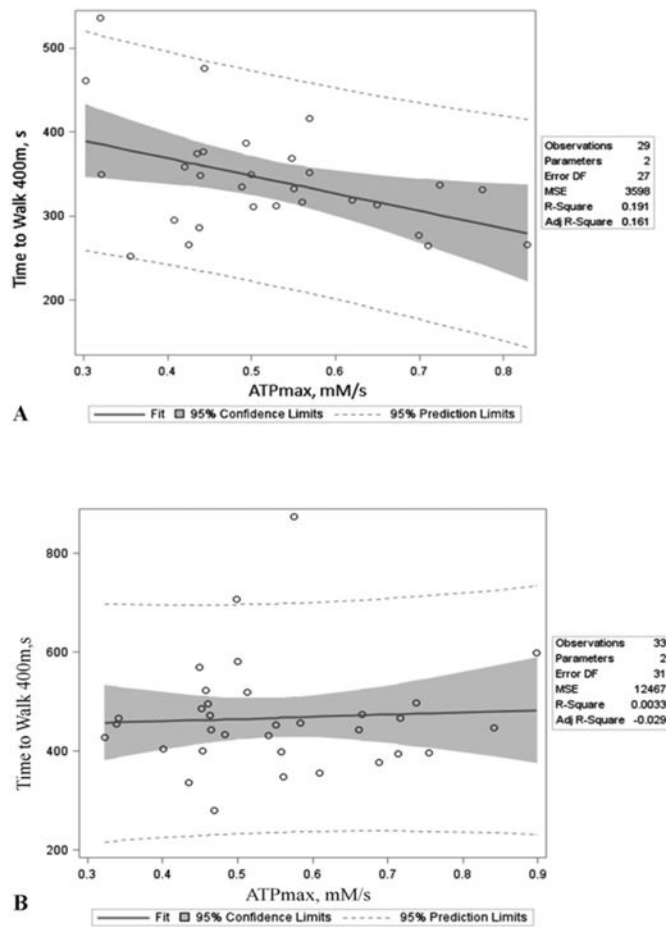 500
400
300
200
Time to Walk 400m, s
0.3 0.4 0.5 0.6 0.7 0.8
ATPmax, mM/s
Observations 29
Parameters 2
Error DF 27
MSE 3598
R-Square 0.191
Adj R-Square 0.161
A
Fit 95% Confidence Limits 95% Prediction Limits
800
600
400
200
Time to Walk 400m,s
0.3 0.4 0.5 0.6 0.7 0.8 0.9
ATPmax, mM/s
Observations 33
Parameters 2
Error DF 31
MSE 12467
R-Square 0.0033
Adj R-Square -0.029
B
Fit 95% Confidence Limits 95% Prediction Limits